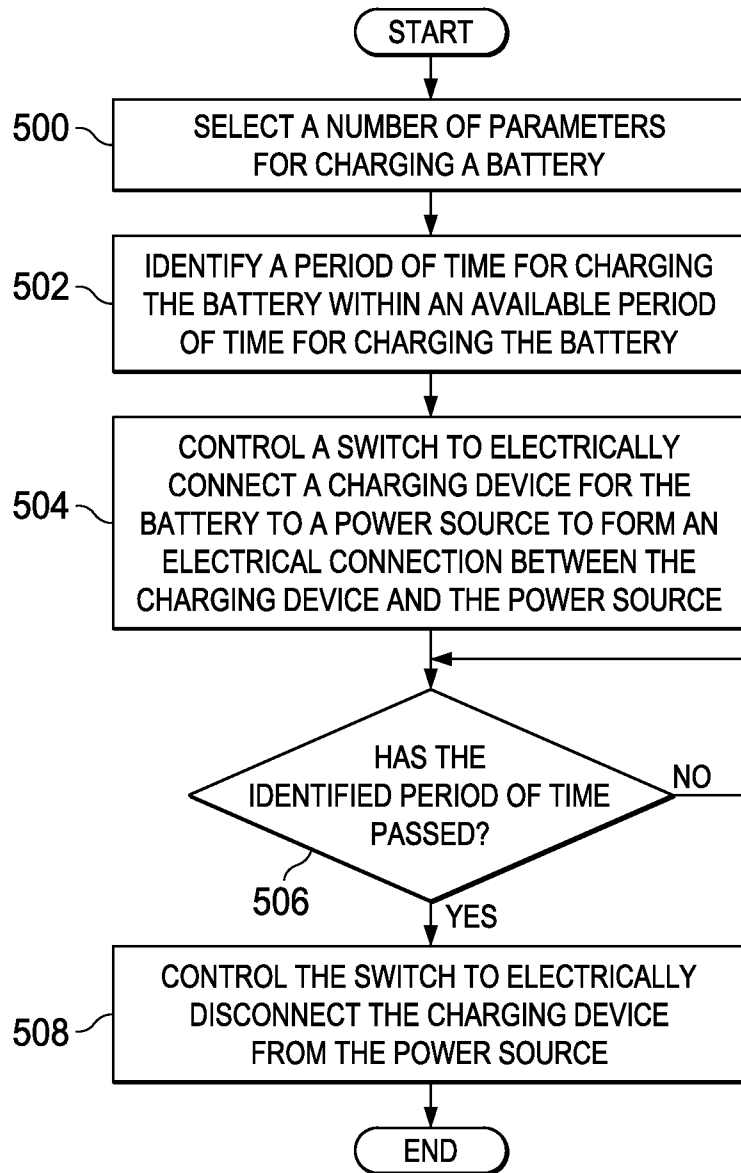 START
500
SELECT A NUMBER OF PARAMETERS
FOR CHARGING A BATTERY
502
IDENTIFY A PERIOD OF TIME FOR CHARGING
THE BATTERY WITHIN AN AVAILABLE PERIOD
OF TIME FOR CHARGING THE BATTERY
504
CONTROL A SWITCH TO ELECTRICALLY
CONNECT A CHARGING DEVICE FOR THE
BATTERY TO A POWER SOURCE TO FORM AN
ELECTRICAL CONNECTION BETWEEN THE
CHARGING DEVICE AND THE POWER SOURCE
HAS THE
IDENTIFIED PERIOD OF TIME
PASSED?
NO
506
YES
508
CONTROL THE SWITCH TO ELECTRICALLY
DISCONNECT THE CHARGING DEVICE
FROM THE POWER SOURCE
END